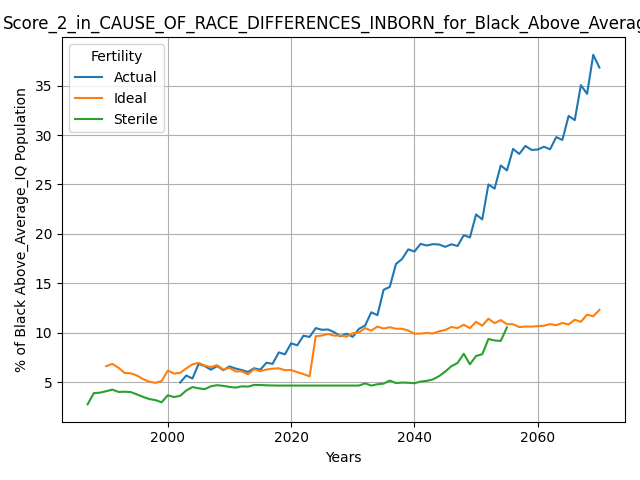 Score_2_in_CAUSE_OF_RACE_DIFFERENCES_INBORN_for_Black_Above_Averag
Fertility
Actual
Ideal
Sterile
% of Black Above_Average_IQ Population
35
30
25
20
15
10
5
2000 2020 2040 2060
Years